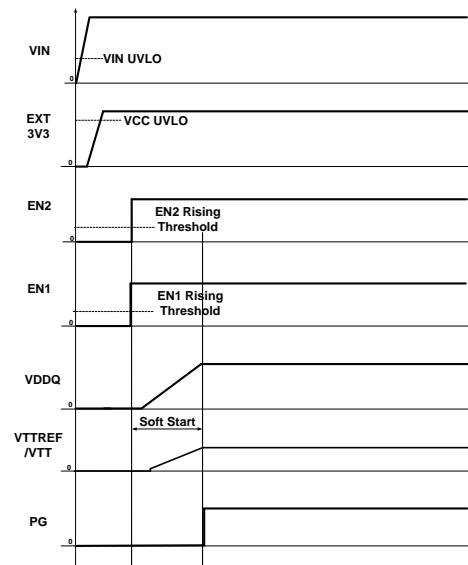 VIN
VIN UVLO
0
EXT
3V3
VCC UVLO
0
EN2
EN2 Rising
Threshold
0
EN1
EN1 Rising
Threshold
0
VDDQ
0
Soft Start
VTTREF
/VTT
0
PG
0